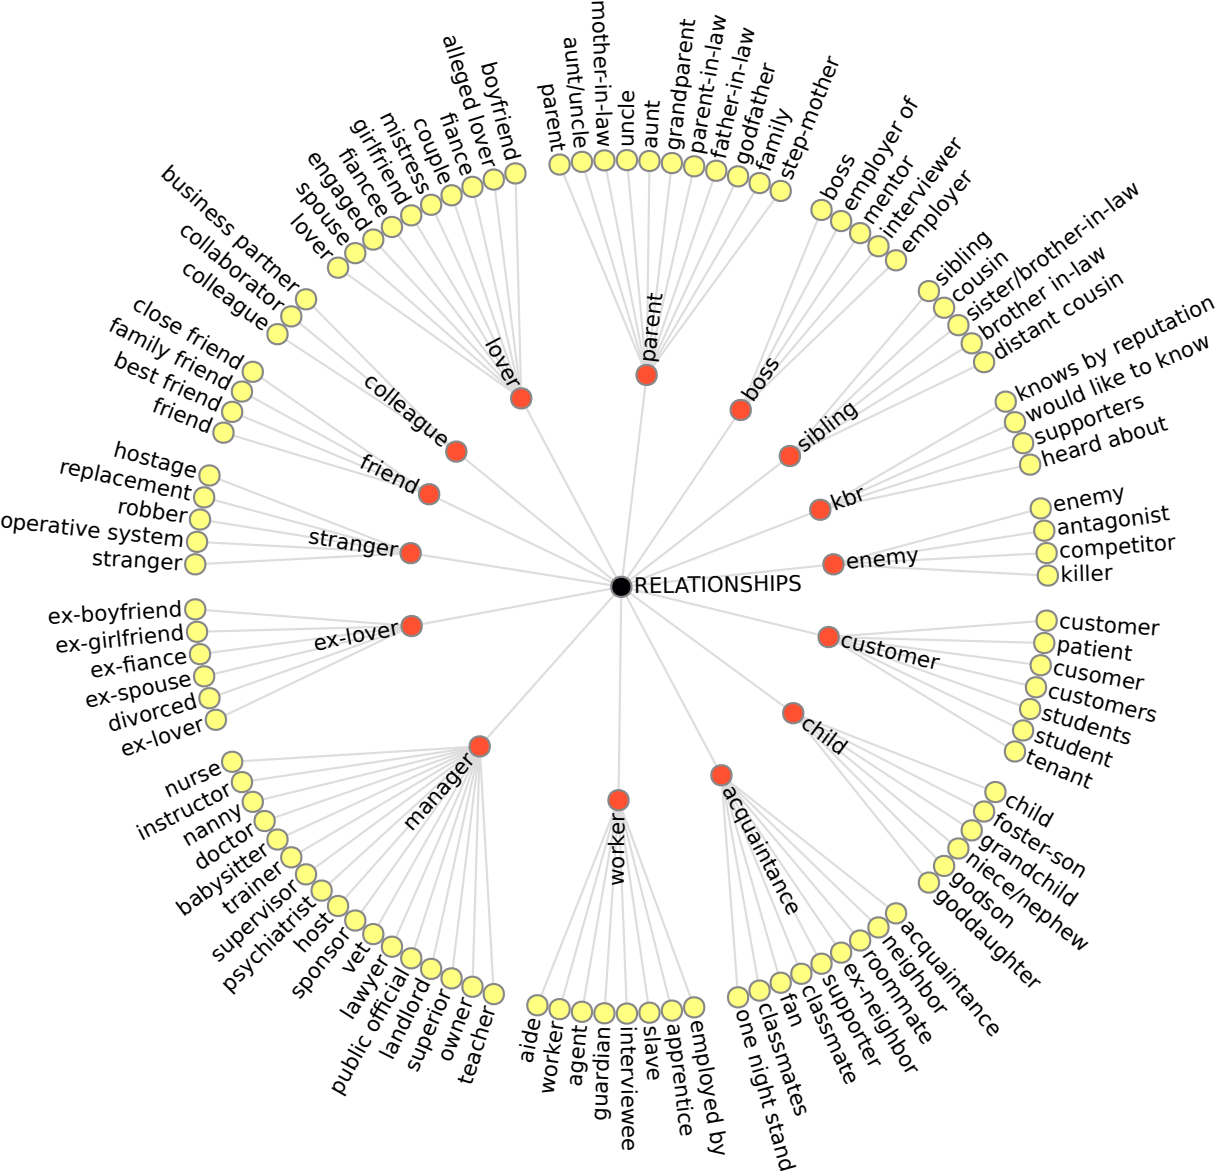 RELATIONSHIPS
parent
parent
aunt/uncle
mother-in-law
uncle
aunt
grandparent
parent-in-law
father-in-law
godfather
family
step-mother
boss
boss
employer of
mentor
interviewer
employer
sibling
sibling
cousin
sister/brother-in-law
brother in-law
distant cousin
kbr
knows by reputation
would like to know
supporters
heard about
enemy
enemy
antagonist
competitor
killer
customer
customer
patient
cusomer
customers
students
student
tenant
child
child
foster-son
grandchild
niece/nephew
godson
goddaughter
acquaintance
acquaintance
neighbor
roommate
ex-neighbor
supporter
classmate
fan
classmates
one night stand
worker
employed by
apprentice
slave
interviewee
guardian
agent
worker
aide
manager
teacher
owner
superior
landlord
public official
lawyer
vet
sponsor
host
psychiatrist
supervisor
trainer
babysitter
doctor
nanny
instructor
nurse
ex-lover
ex-lover
divorced
ex-spouse
ex-fiance
ex-girlfriend
ex-boyfriend
stranger
stranger
operative system
robber
replacement
hostage
friend
friend
best friend
family friend
close friend
colleague
colleague
collaborator
business partner
lover
lover
spouse
engaged
fiancee
girlfriend
mistress
couple
fiance
alleged lover
boyfriend